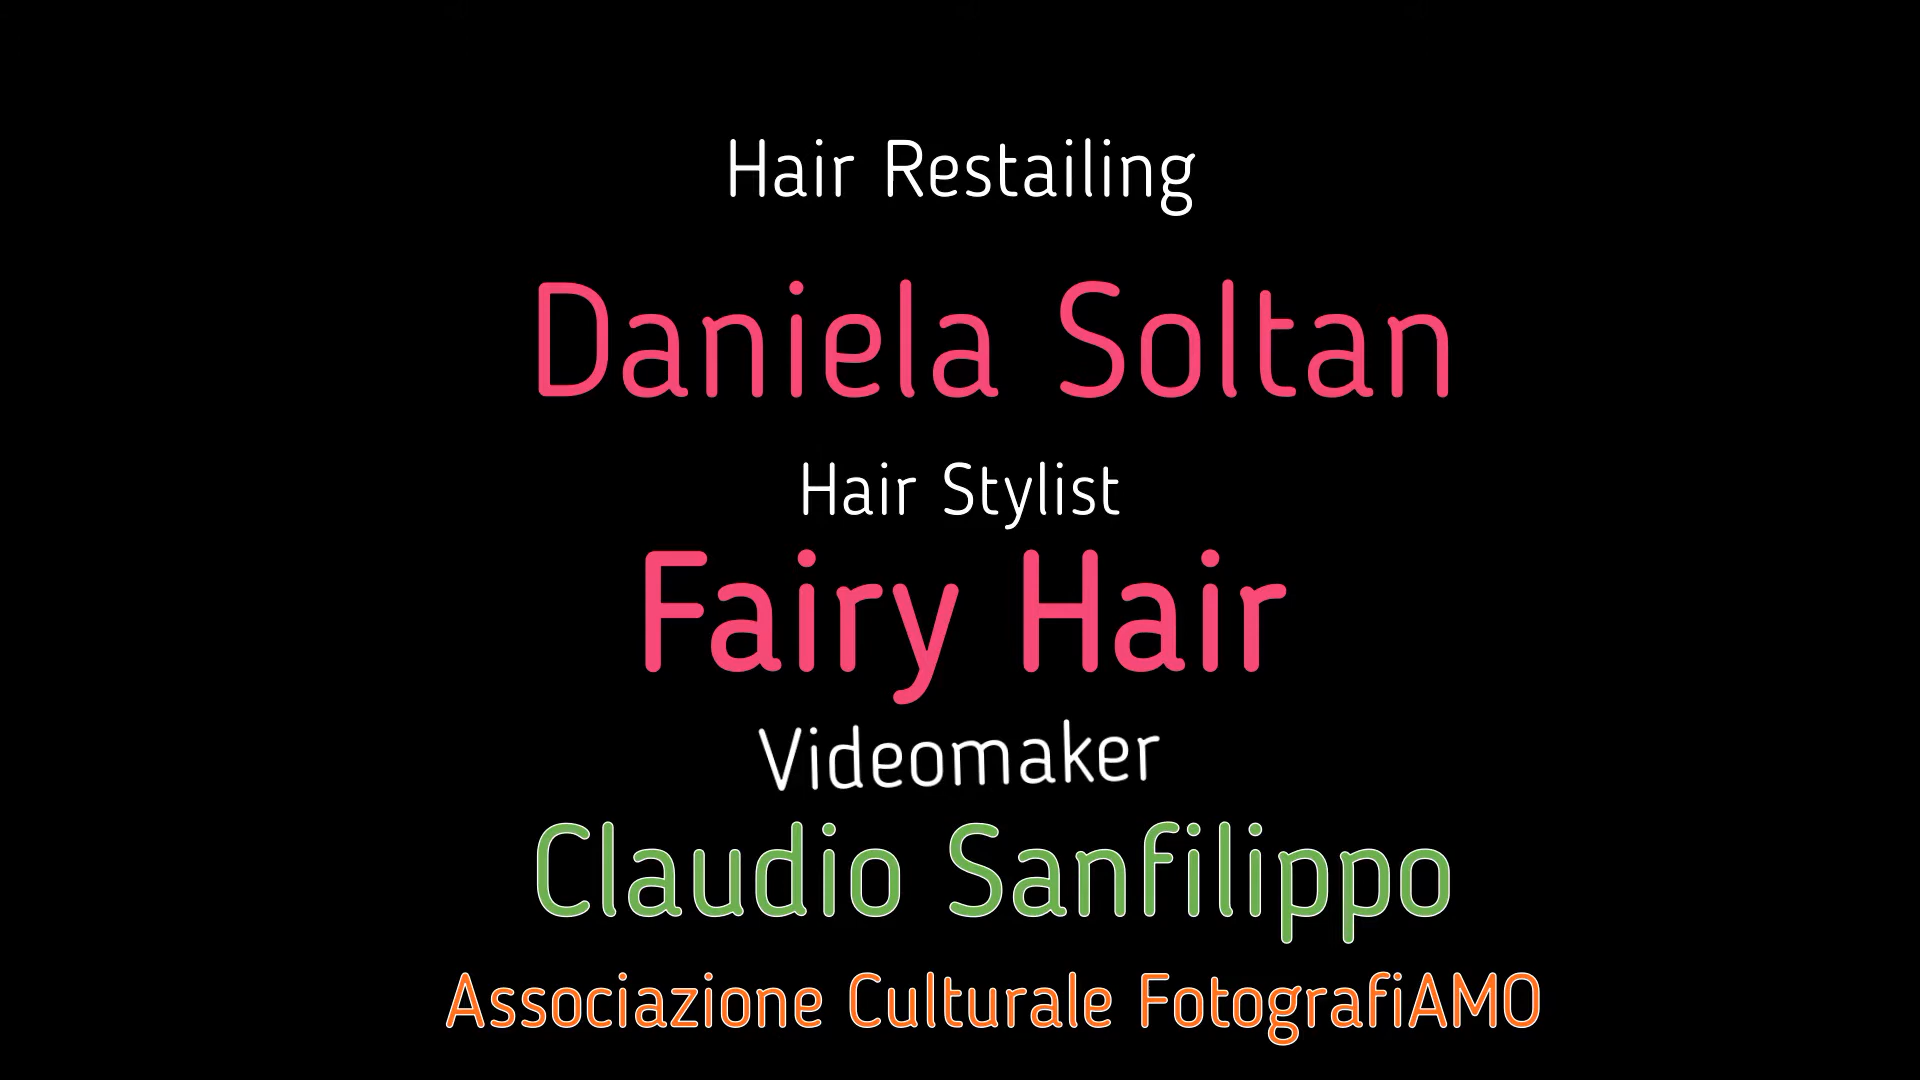 Hair Restailing
Daniela Soltan
Hair Stylist
Fairy Hair
Videomaker
Claudio Sanfilippo
Associazione Culturale FotografiAMO